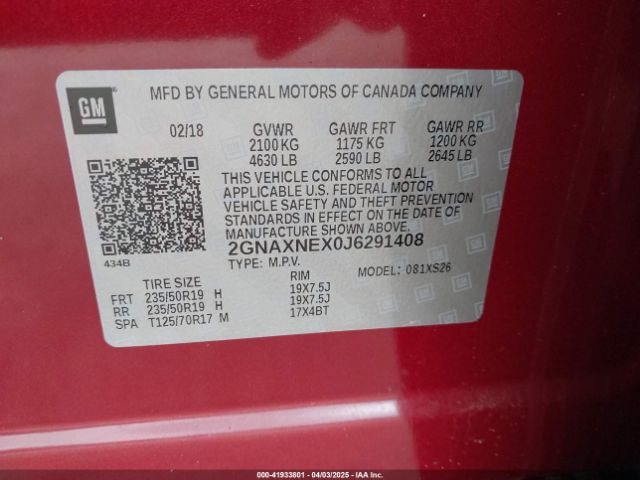 GM
MFD BY GENERAL MOTORS OF CANADA COMPANY
02/18 GVWR GAWR FRT GAWR RR
2100 KG 1175 KG 1200 KG
4630 LB 2590 LB 2645 LB
THIS VEHICLE CONFORMS TO ALL
APPLICABLE U.S. FEDERAL MOTOR
VEHICLE SAFETY AND THEFT PREVENTION
STANDARDS IN EFFECT ON THE DATE OF
MANUFACTURE SHOWN ABOVE.
2GNAXNEX0J6291408
434B TYPE: M.P.V. MODEL: 081XS26
TIRE SIZE RIM
FRT 235/50R19 H 19X7.5J
RR 235/50R19 H 19X7.5J
SPA T125/70R17 M 17X4BT
000-41933801 - 04/03/2025 - IAAI, Inc.